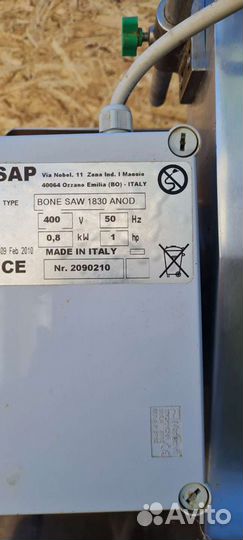 SAP
Via Nobel, 11 Zona Ind. I Maggio
40064 Ozzano Emilia (BO) - ITALY
TYPE BONE SAW 1830 ANOD
400 V 50 Hz
0,8 kW 1 hp
09 Feb 2010 MADE IN ITALY
CE Nr. 2090210
Avito